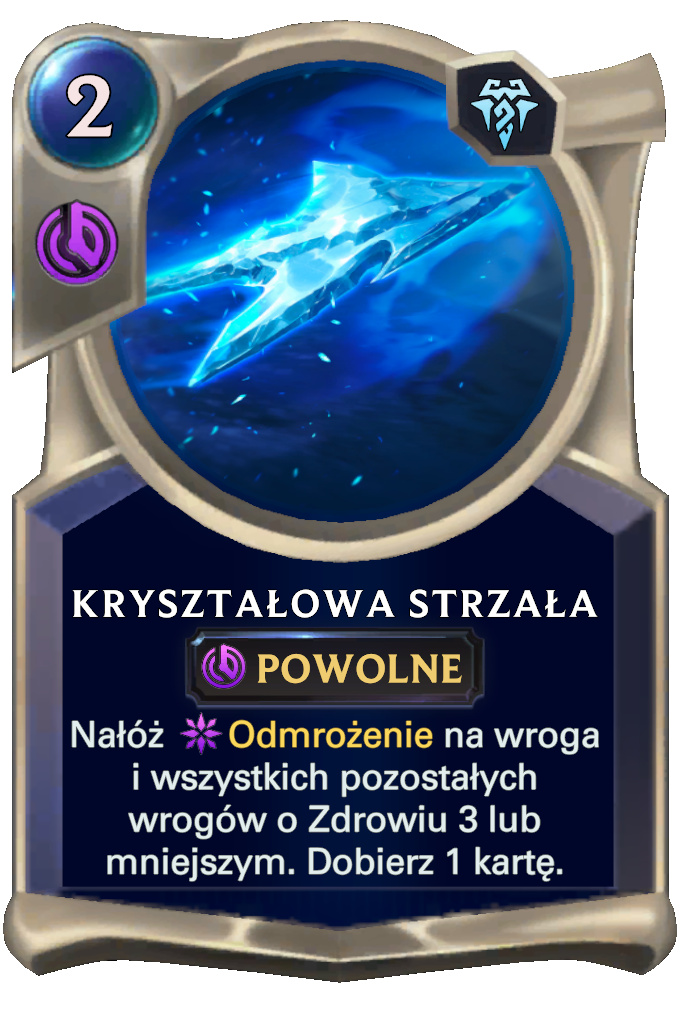 2
KRYSZTAŁOWA STRZAŁA
POWOLNE
Nałóż Odmrożenie na wroga
i wszystkich pozostałych
wrogów o Zdrowiu 3 lub
mniejszym. Dobierz 1 kartę.